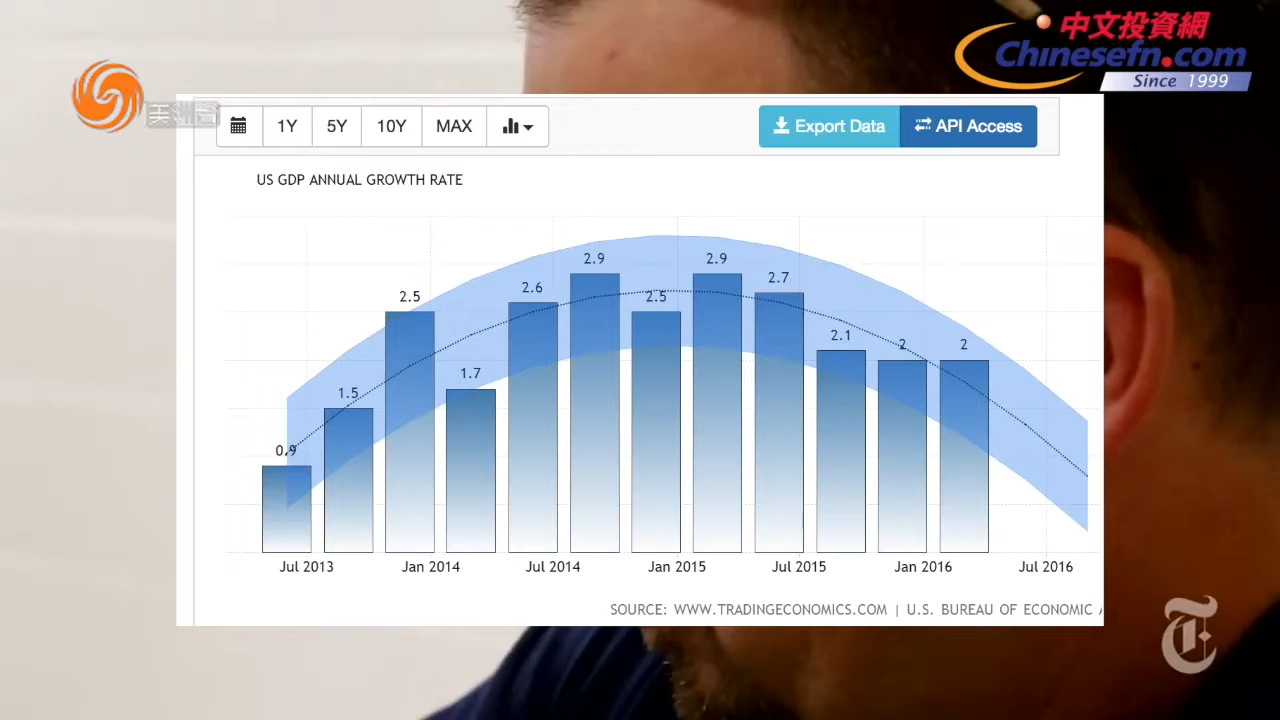 中文投資網
Chinesefn.com
Since 1999
美洲台
1Y
5Y
10Y
MAX
Export Data
API Access
US GDP ANNUAL GROWTH RATE
0.9
1.5
2.5
1.7
2.6
2.9
2.5
2.9
2.7
2.1
2
2
Jul 2013
Jan 2014
Jul 2014
Jan 2015
Jul 2015
Jan 2016
Jul 2016
SOURCE: WWW.TRADINGECONOMICS.COM | U.S. BUREAU OF ECONOMIC
T